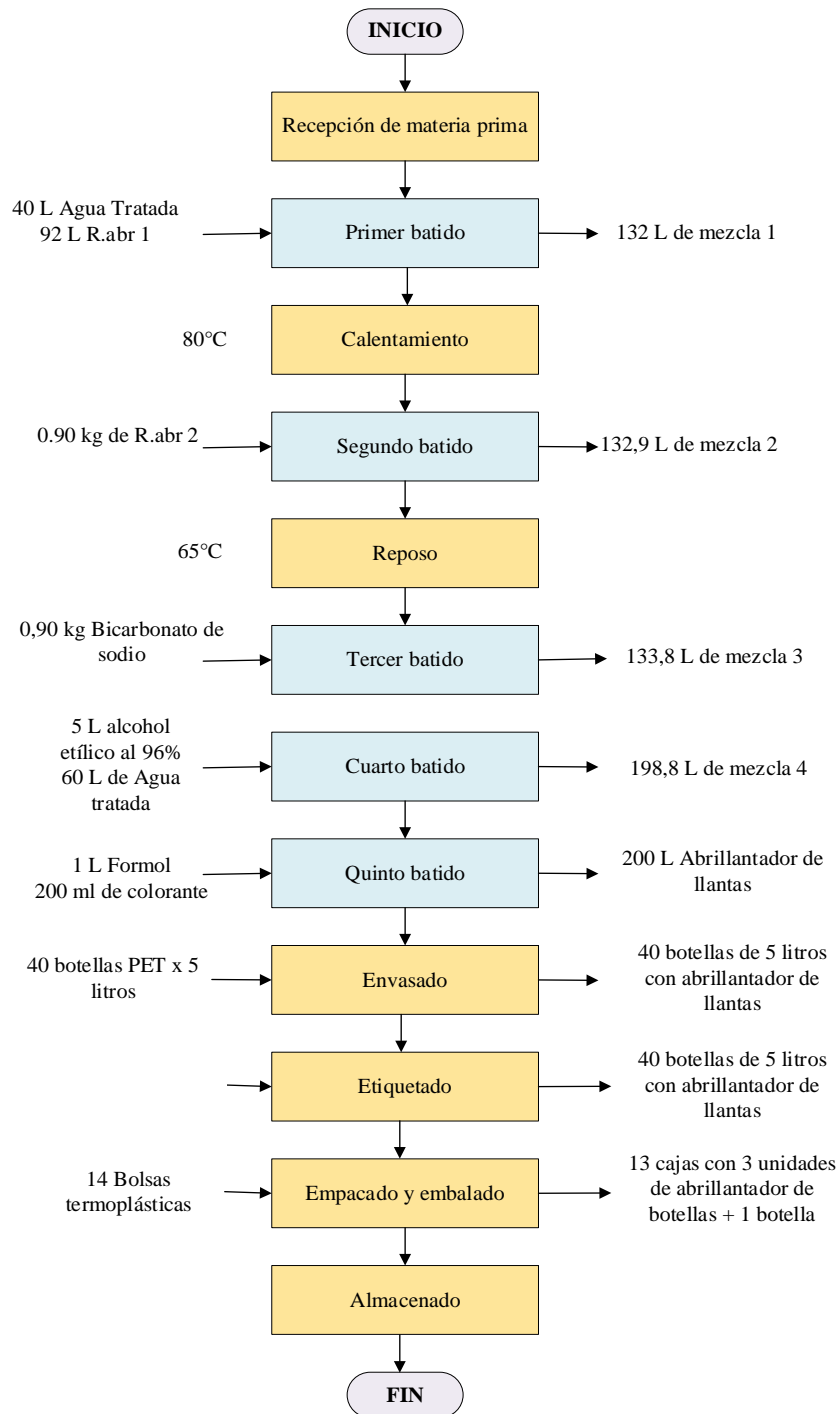 INICIO
Recepción de materia prima
40 L Agua Tratada
92 L R.abr 1
Primer batido
132 L de mezcla 1
80°C
Calentamiento
0.90 kg de R.abr 2
Segundo batido
132,9 L de mezcla 2
65°C
Reposo
0,90 kg Bicarbonato de
sodio
Tercer batido
133,8 L de mezcla 3
5 L alcohol
etílico al 96%
60 L de Agua
tratada
Cuarto batido
198,8 L de mezcla 4
1 L Formol
200 ml de colorante
Quinto batido
200 L Abrillantador de
llantas
40 botellas PET x 5
litros
Envasado
40 botellas de 5 litros
con abrillantador de
llantas
Etiquetado
40 botellas de 5 litros
con abrillantador de
llantas
14 Bolsas
termoplásticas
Empacado y embalado
13 cajas con 3 unidades
de abrillantador de
botellas + 1 botella
Almacenado
FIN